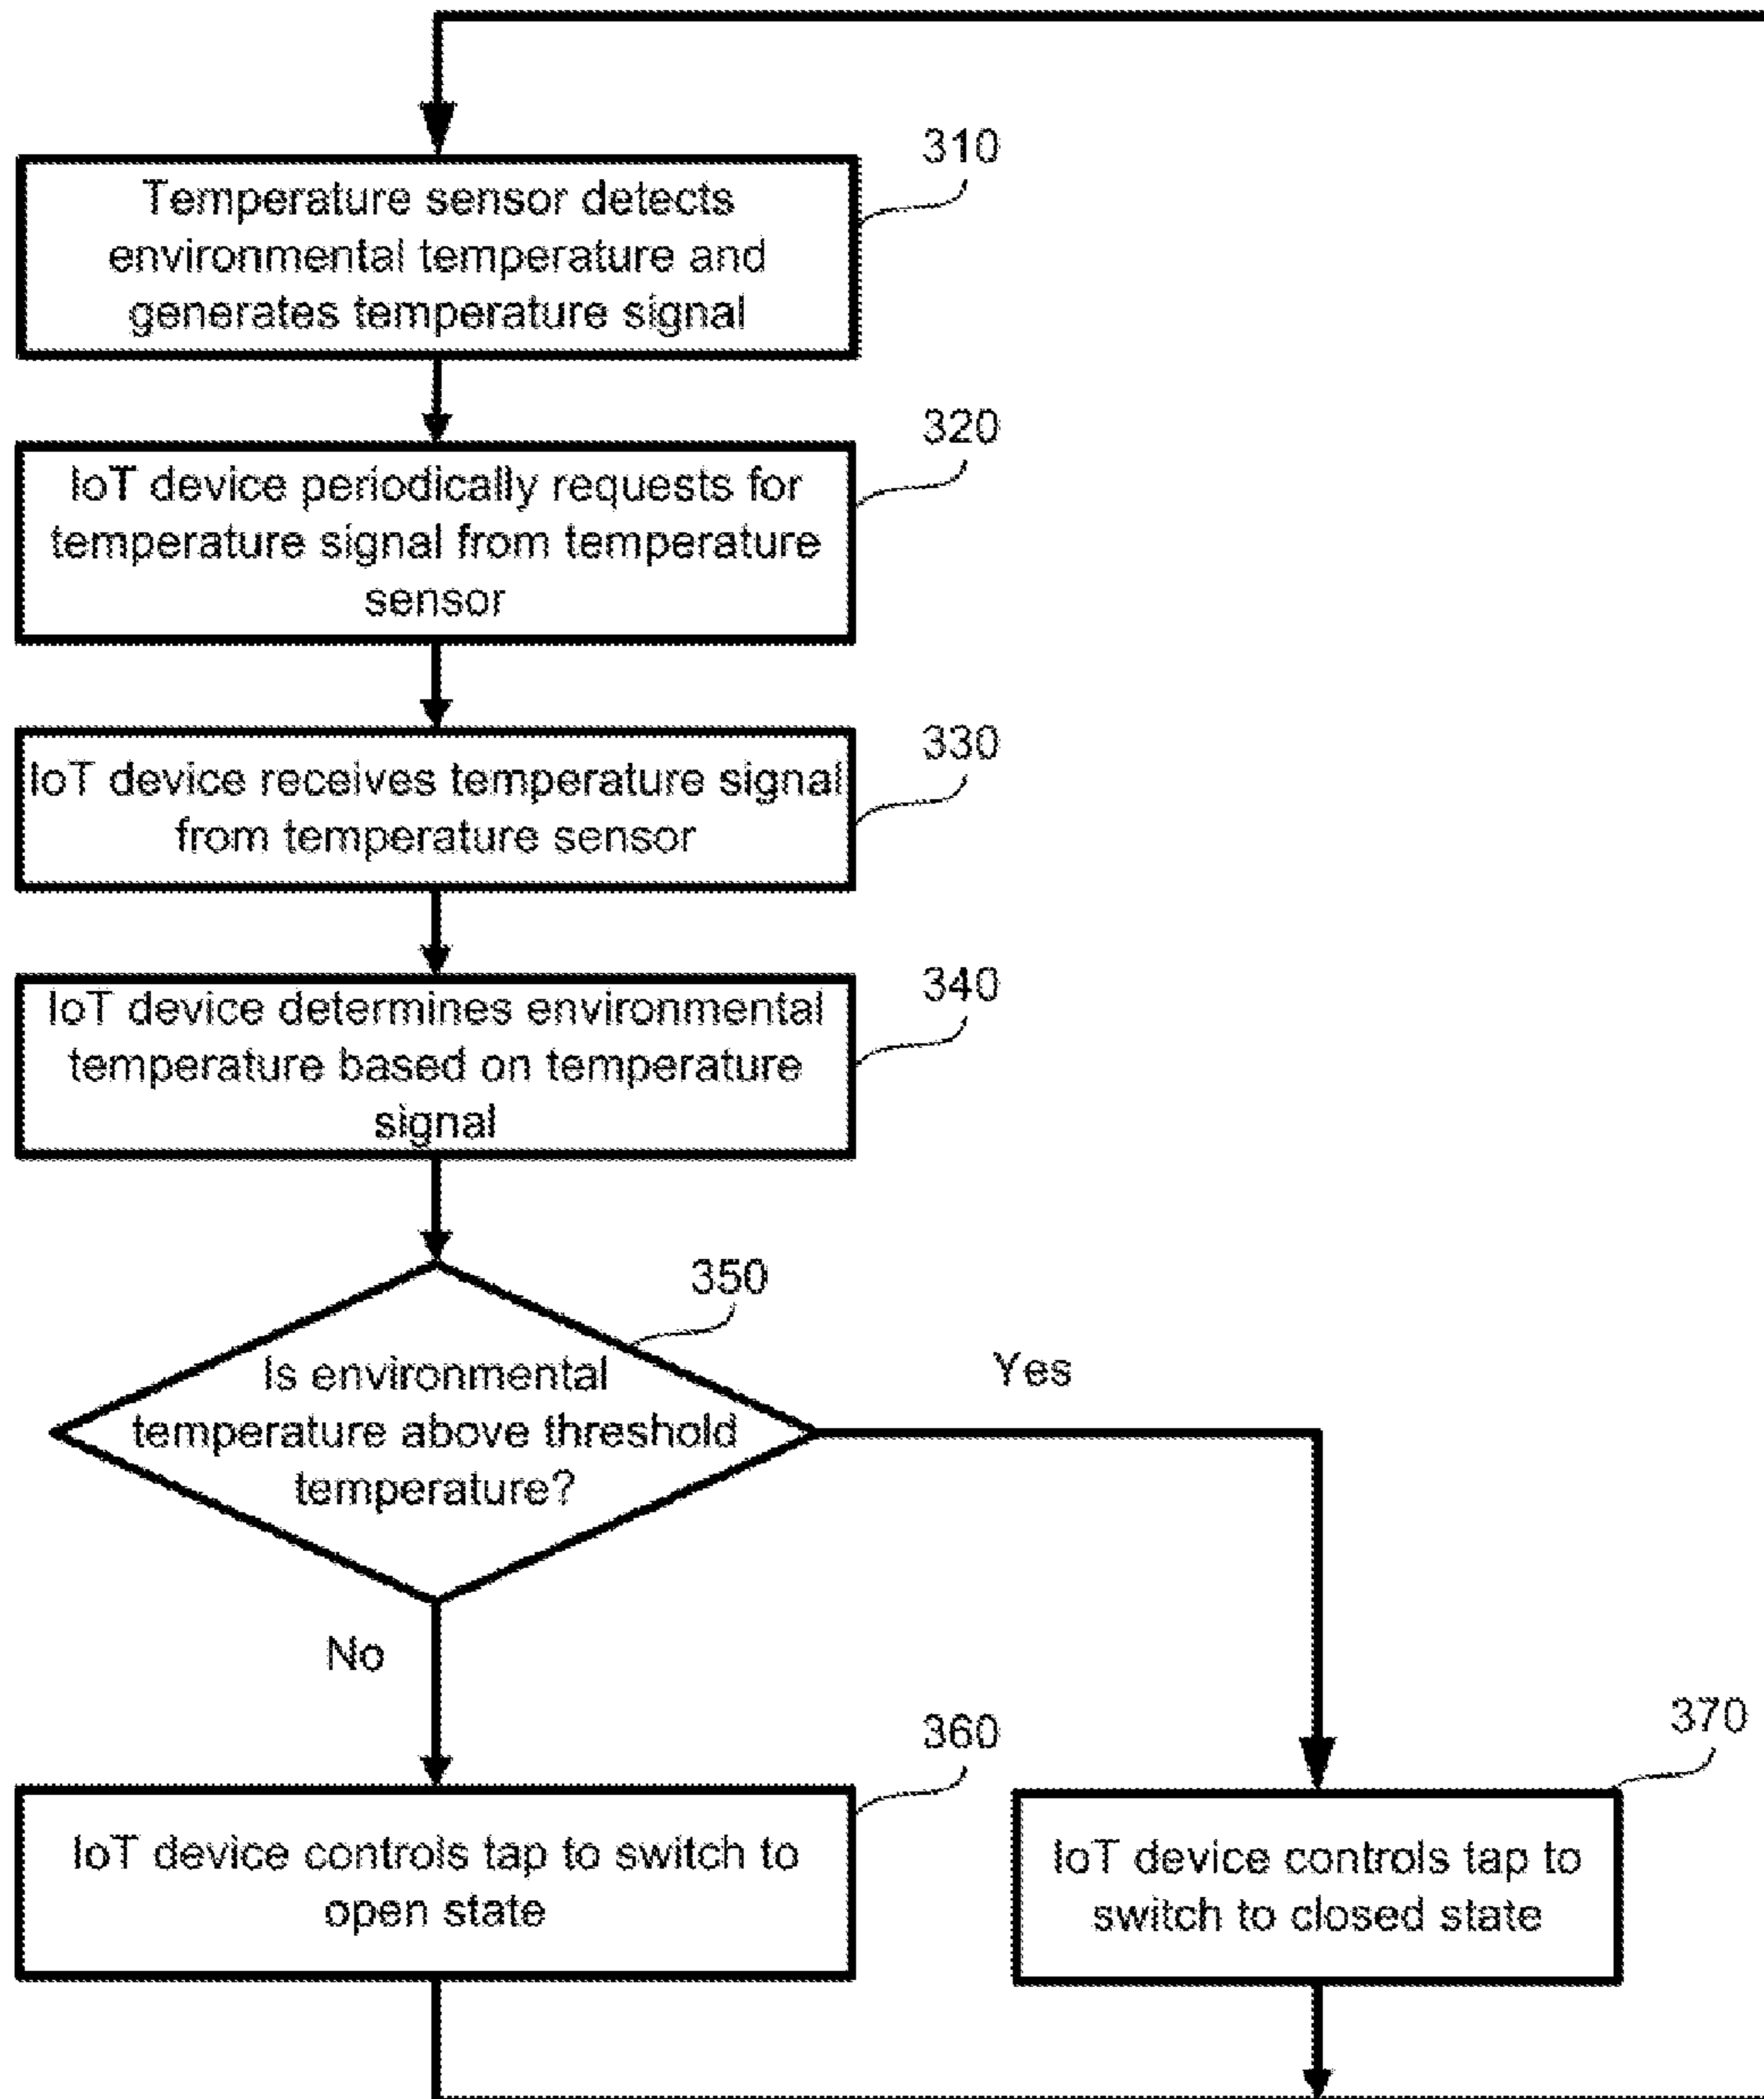 310
Temperature sensor detects
environmental temperature and
generates temperature signal
320
IoT device periodically requests for
temperature signal from temperature
sensor
330
IoT device receives temperature signal
from temperature sensor
340
IoT device determines environmental
temperature based on temperature
signal
350
Is environmental
temperature above threshold
temperature?
Yes
No
360
IoT device controls tap to switch to
open state
370
IoT device controls tap to
switch to closed state